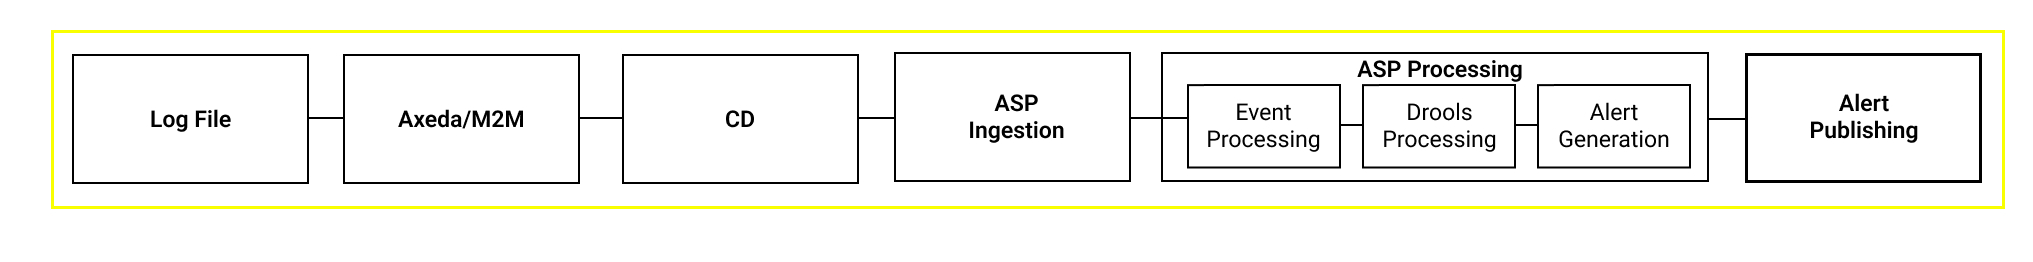 Log File
Axeda/M2M
CD
ASP
Ingestion
ASP Processing
Event
Processing
Drools
Processing
Alert
Generation
Alert
Publishing